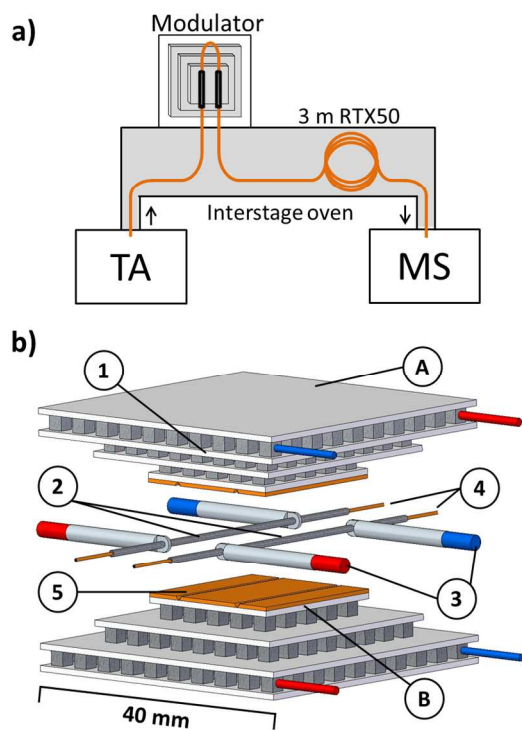 a)
Modulator
3 m RTX50
Interstage oven
TA
MS
b)
1
A
2
4
3
5
B
40 mm